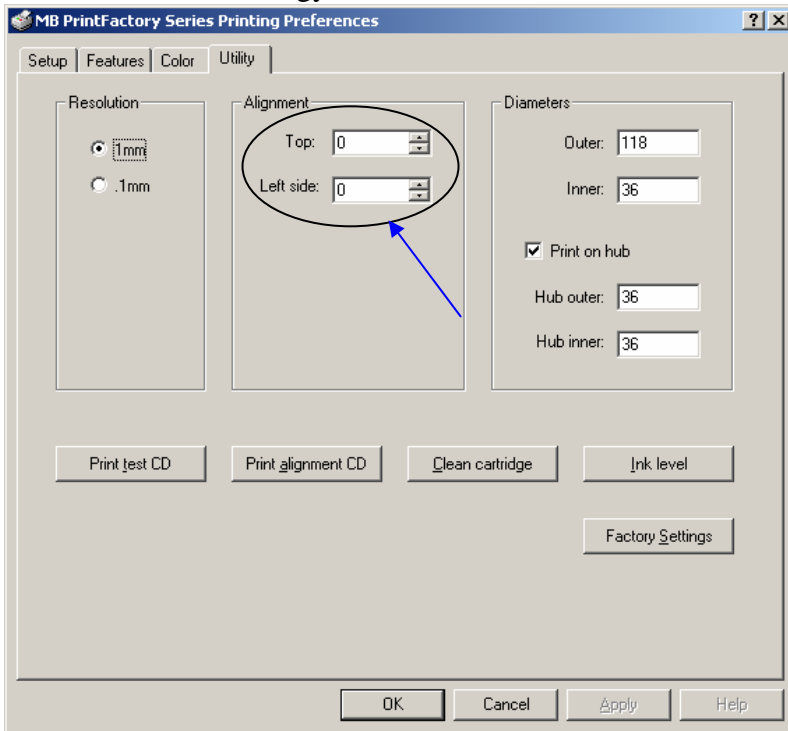 MB PrintFactory Series Printing Preferences
Setup Features Color Utility
Resolution
1mm
.1mm
Alignment
Top: 0
Left side: 0
Diameters
Outer: 118
Inner: 36
Print on hub
Hub outer: 36
Hub inner: 36
Print test CD Print alignment CD Clean cartridge Ink level
Factory Settings
OK Cancel Apply Help